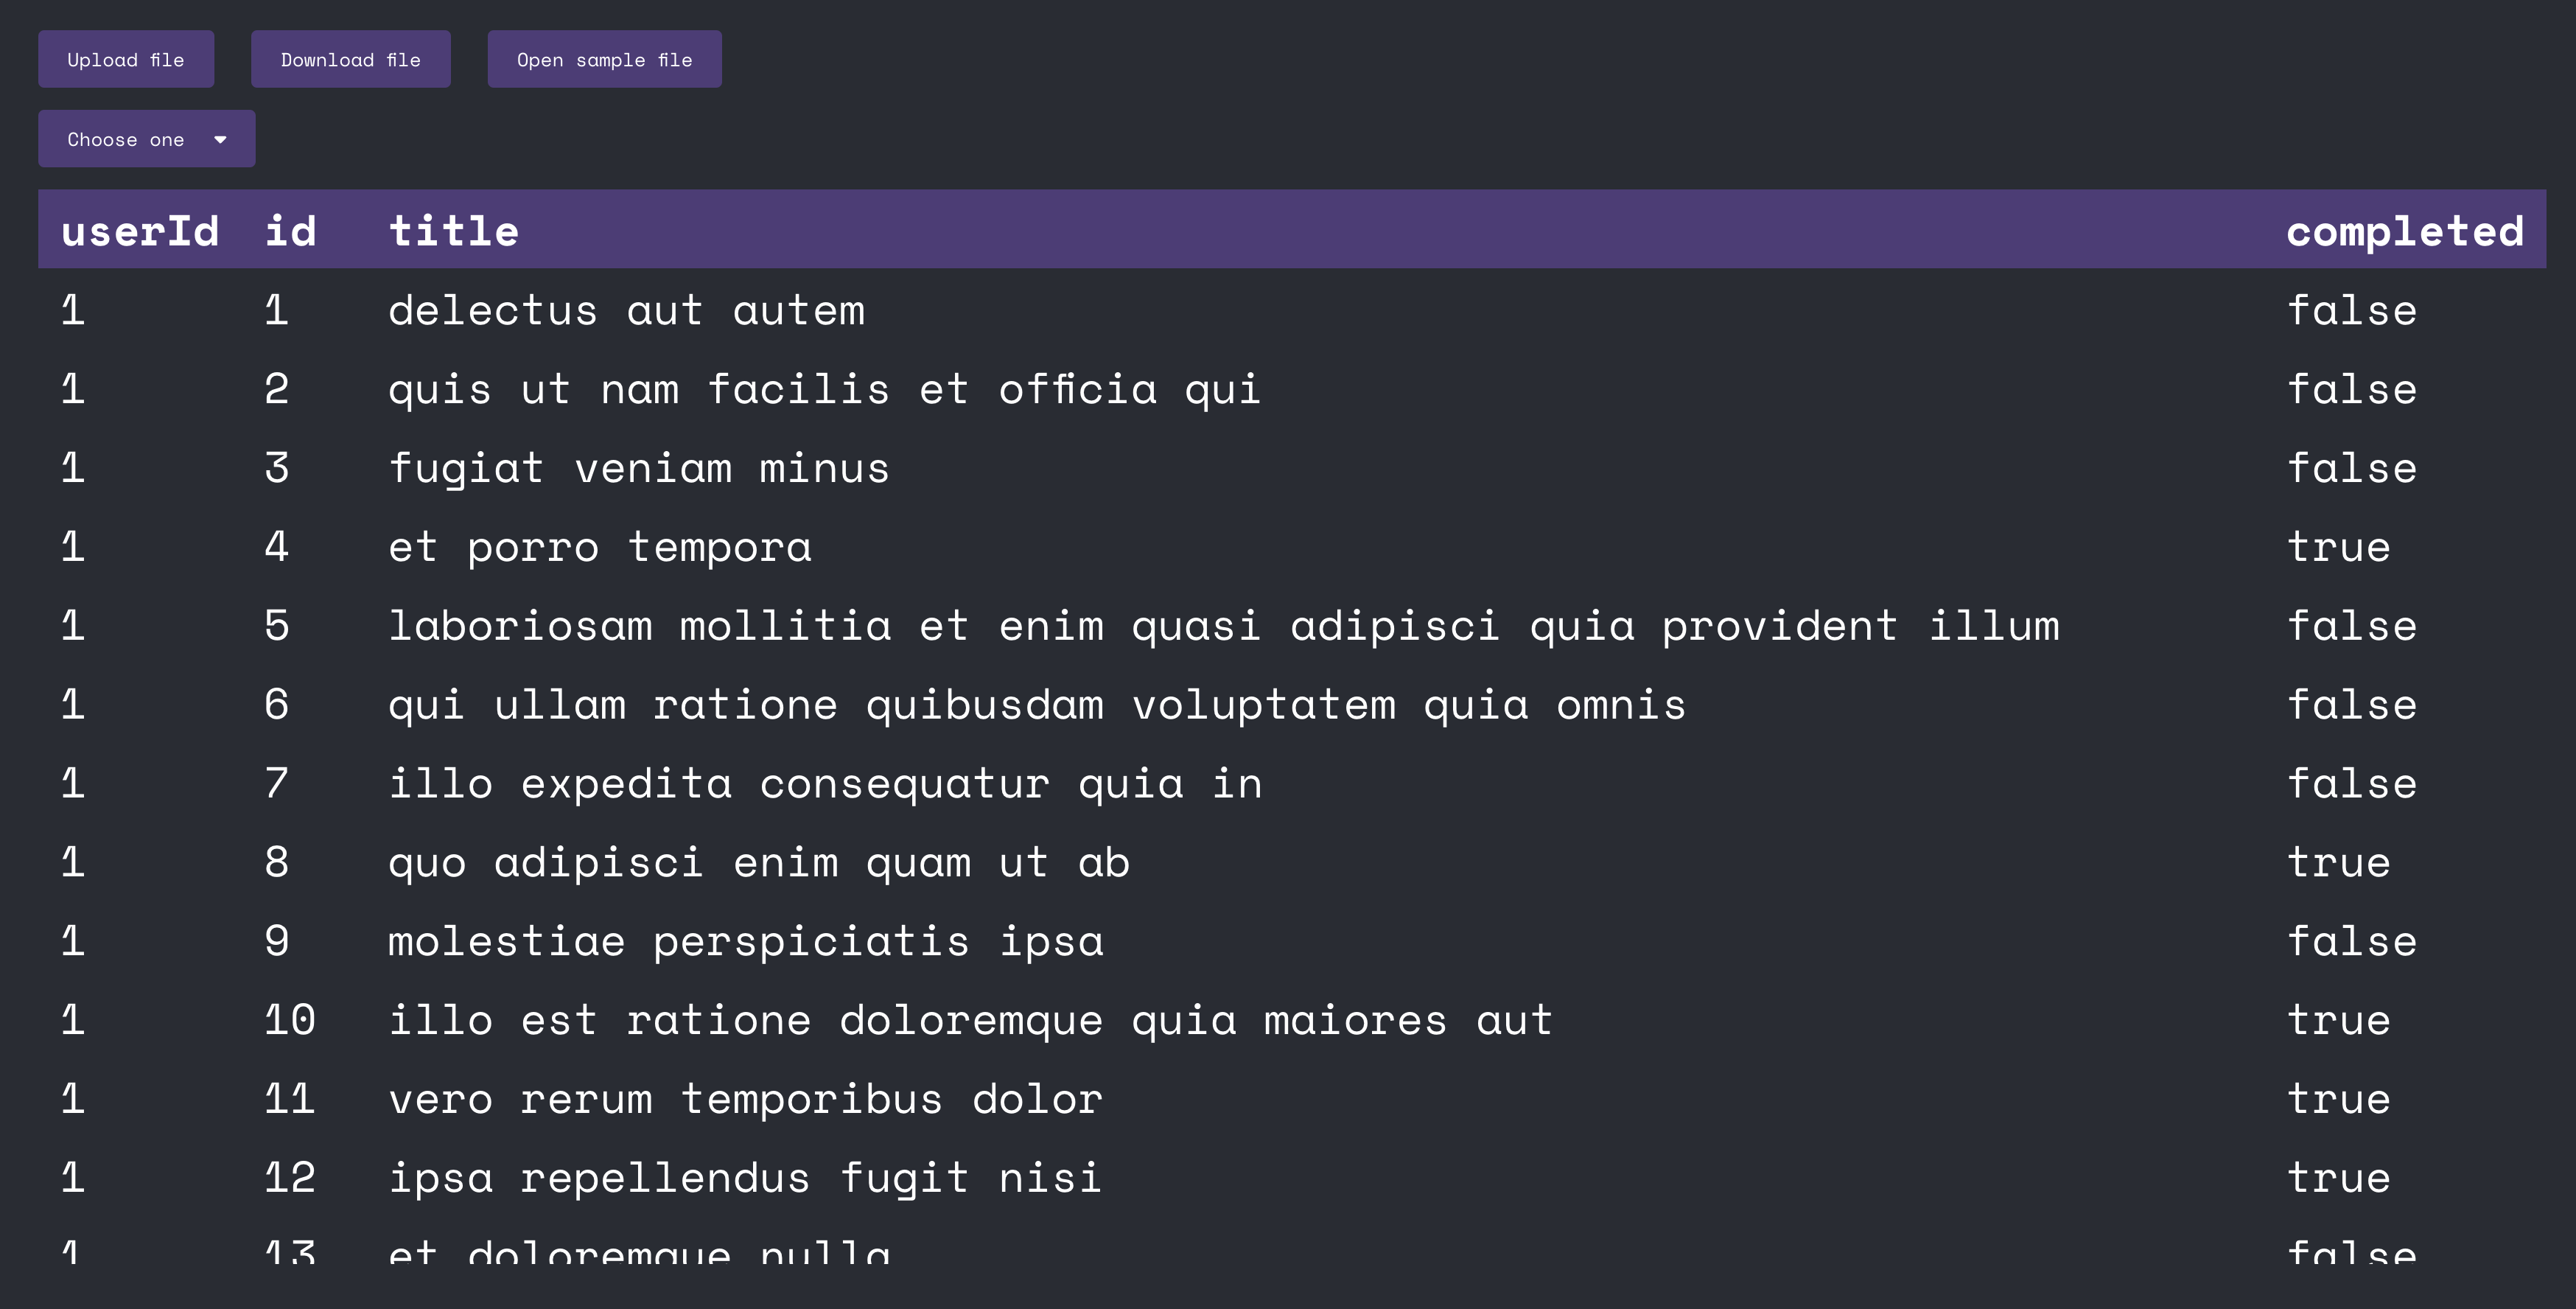 Upload file Download file Open sample file
Choose one
userId id title completed
1 1 delectus aut autem false
1 2 quis ut nam facilis et officia qui false
1 3 fugiat veniam minus false
1 4 et porro tempora true
1 5 laboriosam mollitia et enim quasi adipisci quia provident illum false
1 6 qui ullam ratione quibusdam voluptatem quia omnis false
1 7 illo expedita consequatur quia in false
1 8 quo adipisci enim quam ut ab true
1 9 molestiae perspiciatis ipsa false
1 10 illo est ratione doloremque quia maiores aut true
1 11 vero rerum temporibus dolor true
1 12 ipsa repellendus fugit nisi true
1 13 et doloremque nulla false